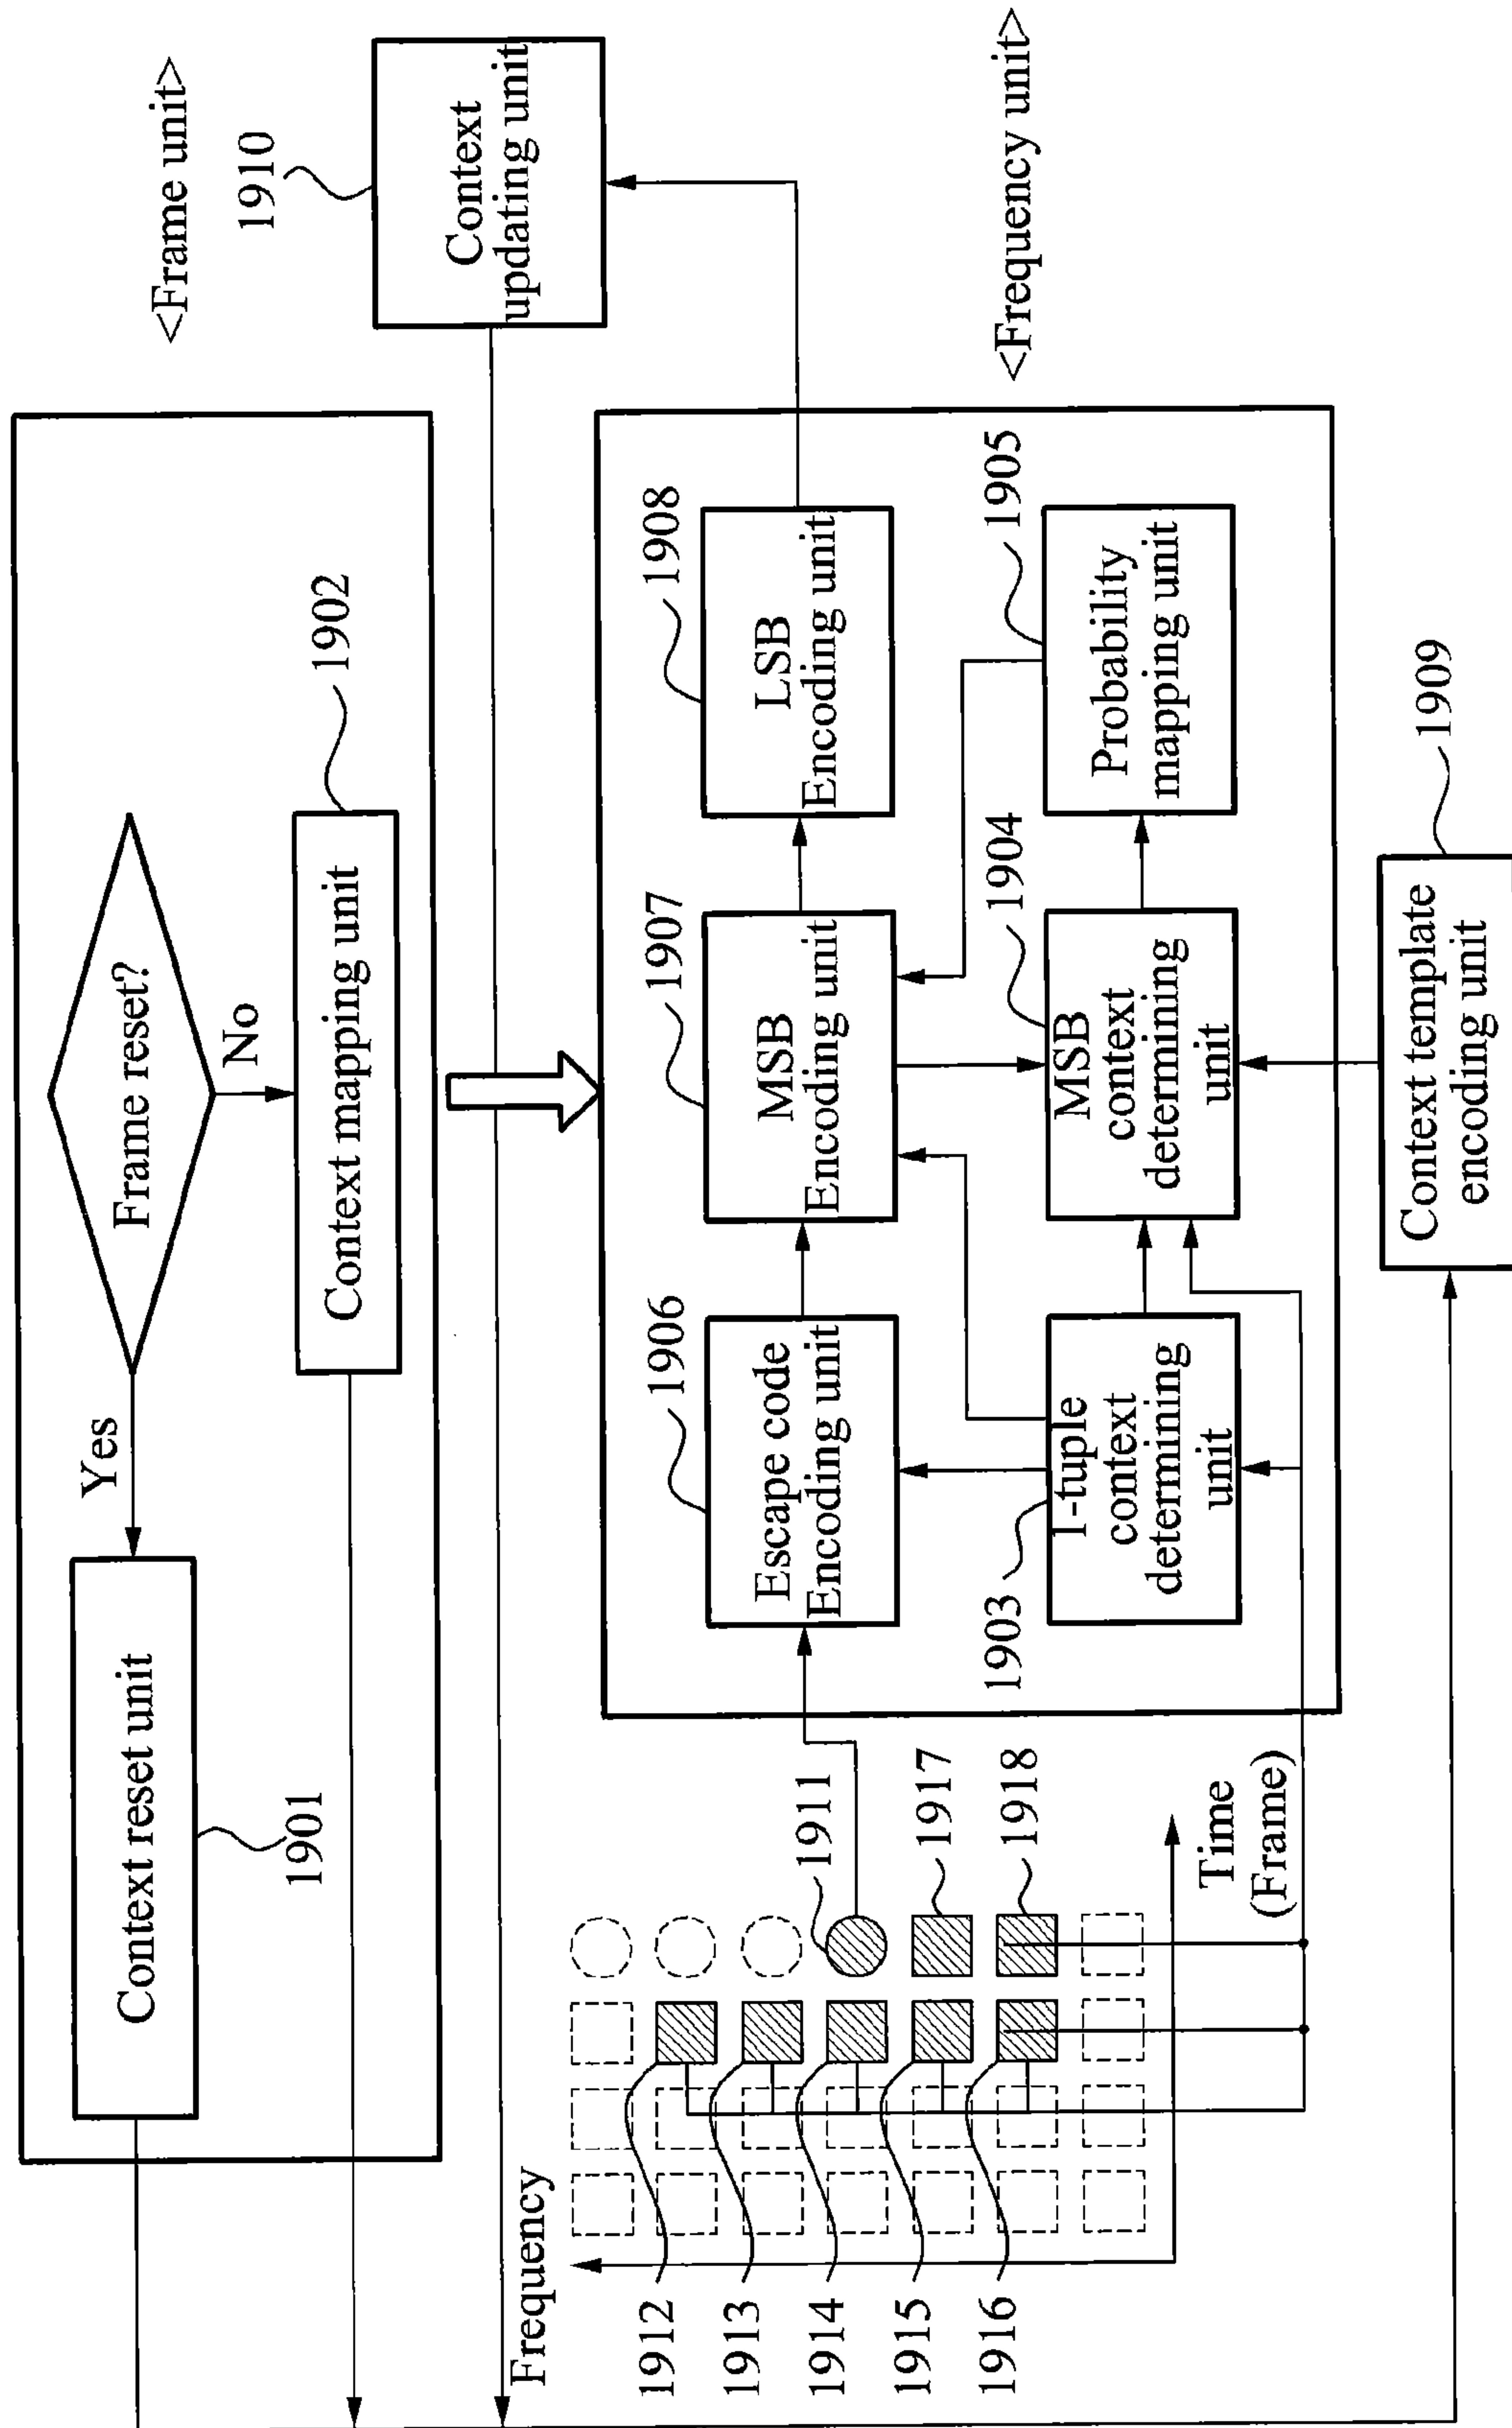 <Frame unit>
Context reset unit
1901
Yes
Frame reset?
No
Context mapping unit
1902
1910
Context
updating unit
<Frequency unit>
Frequency
1912
1913
1914
1915
1916
1911
1917
1918
Time
(Frame)
1906
Escape code
Encoding unit
1907
MSB
Encoding unit
1908
LSB
Encoding unit
1903
1-tuple
context
determining
unit
1904
MSB
context
determining
unit
1905
Probability
mapping unit
1909
Context template
encoding unit